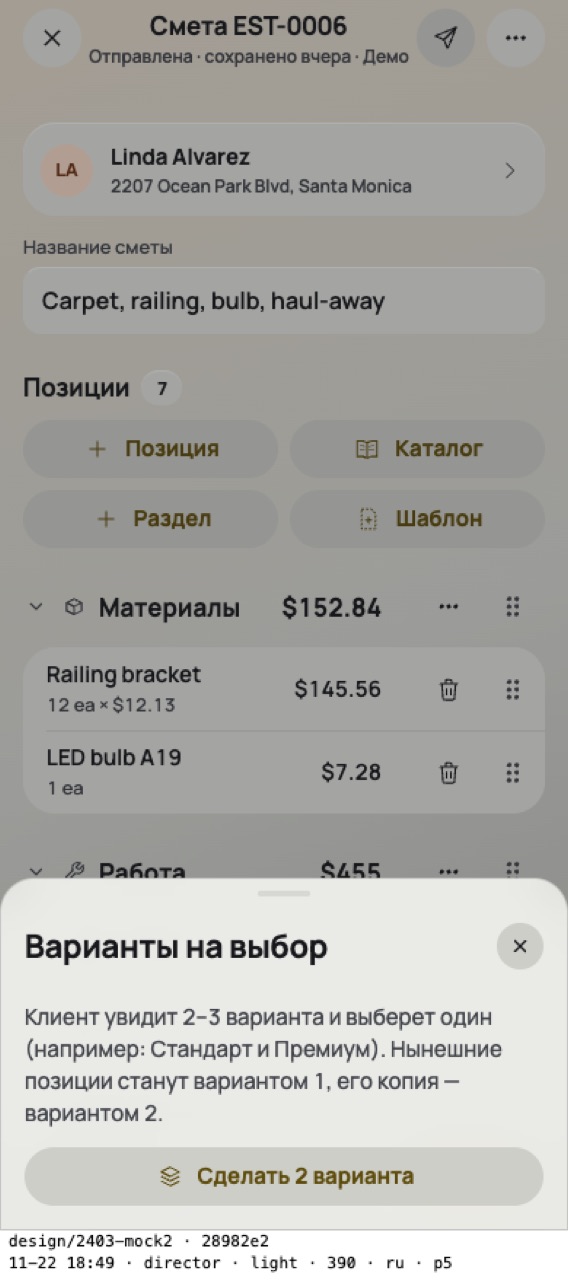 Смета EST-0006
Отправлена · сохранено вчера · Демо
LA
Linda Alvarez
2207 Ocean Park Blvd, Santa Monica
Название сметы
Carpet, railing, bulb, haul-away
Позиции 7
+ Позиция
Каталог
+ Раздел
Шаблон
Материалы $152.84
Railing bracket
12 ea × $12.13
$145.56
LED bulb A19
1 ea
$7.28
Работа $455
Варианты на выбор
Клиент увидит 2–3 варианта и выберет один
(например: Стандарт и Премиум). Нынешние
позиции станут вариантом 1, его копия —
вариантом 2.
Сделать 2 варианта
design/2403-mock2 · 28982e2
11-22 18:49 · director · light · 390 · ru · p5